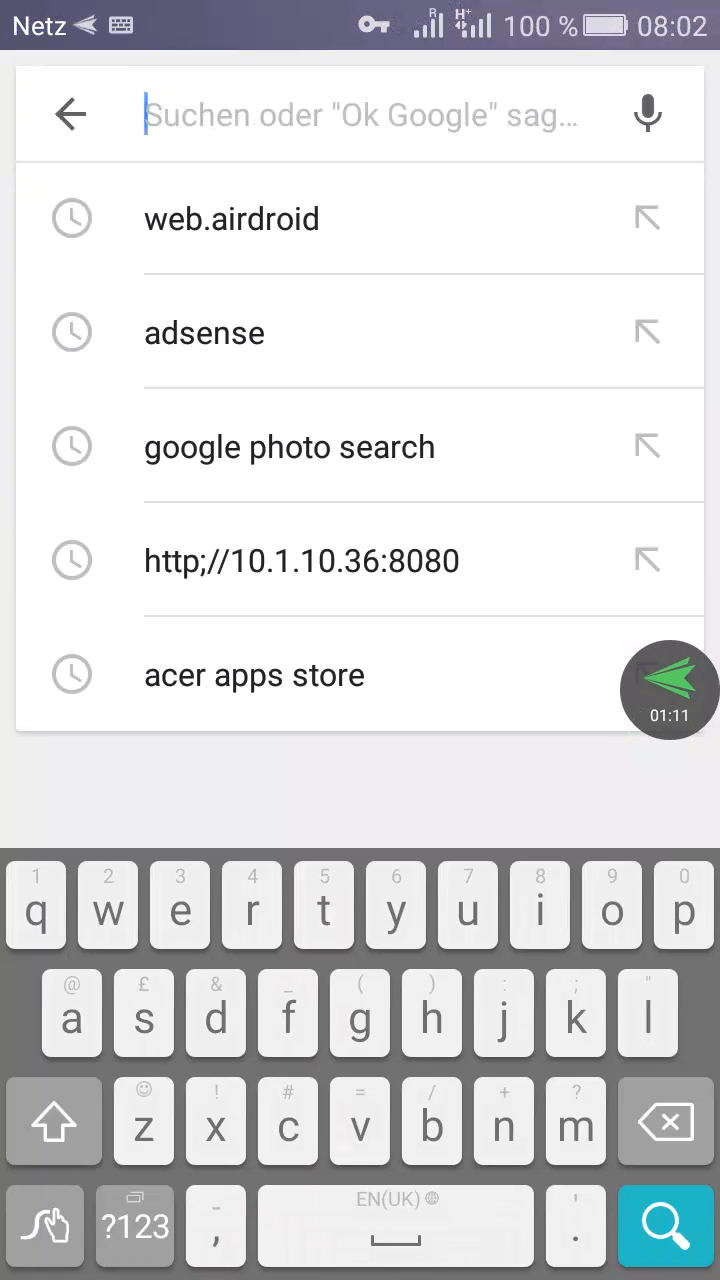 Netz R H+ 100 % 08:02
Suchen oder "Ok Google" sag...
web.airdroid
adsense
google photo search
http;//10.1.10.36:8080
acer apps store
01:11
1 2 3 4 5 6 7 8 9 0
q w e r t y u i o p
@ £ & _ ( ) : ; "
a s d f g h j k l
! # = / + ?
z x c v b n m
EN(UK) '
?123 , .